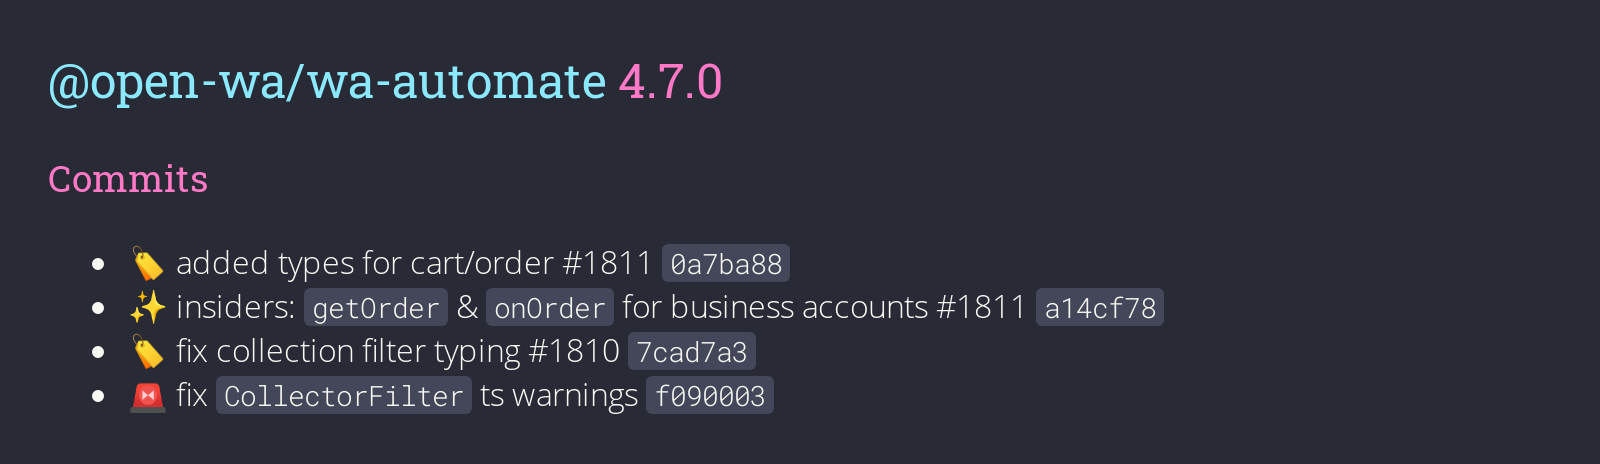 @open-wa/wa-automate 4.7.0
Commits
🏷️ added types for cart/order #1811 0a7ba88
✨ insiders: getOrder & onOrder for business accounts #1811 a14cf78
🏷️ fix collection filter typing #1810 7cad7a3
🚨 fix CollectorFilter ts warnings f090003